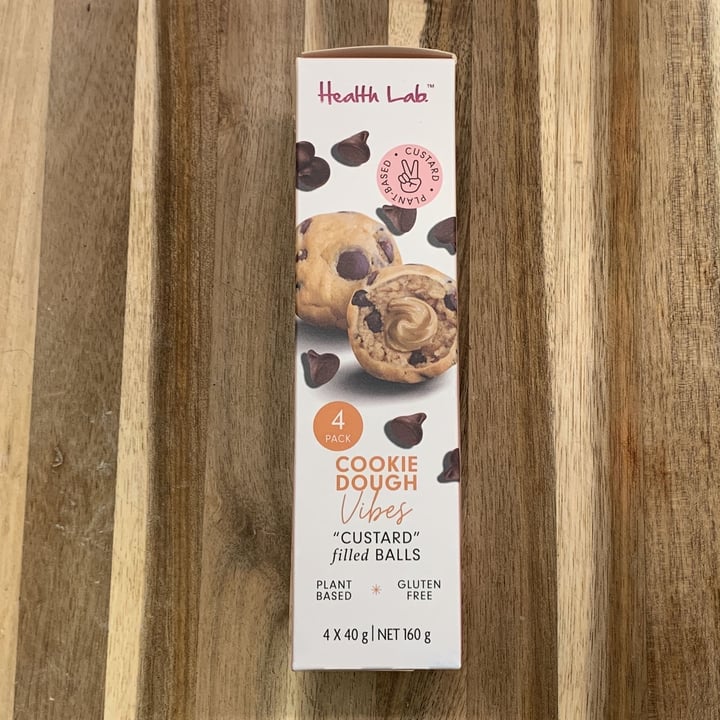 Health Lab.™
CUSTARD • PLANT-BASED •
4
PACK
COOKIE
DOUGH
Vibes
“CUSTARD”
filled BALLS
PLANT
BASED
*
GLUTEN
FREE
4 X 40 g | NET 160 g